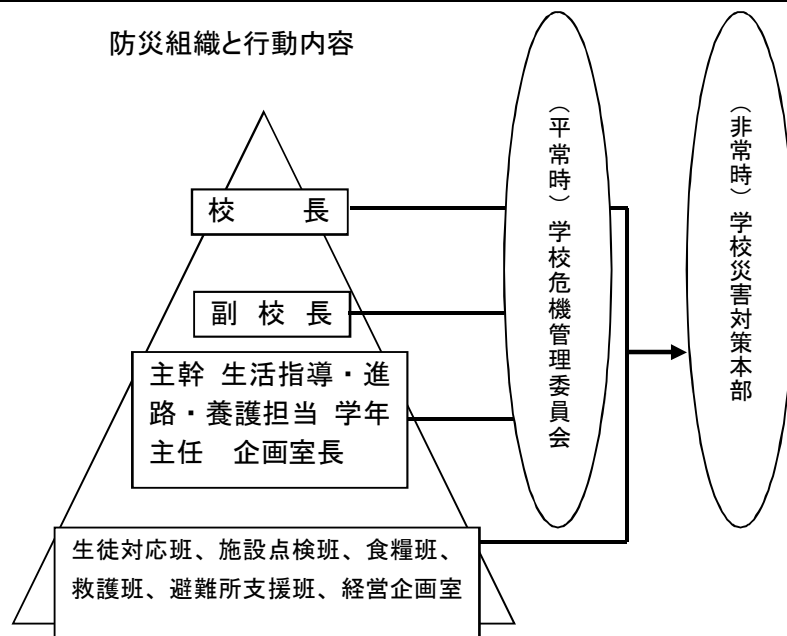 防災組織と行動内容
校　　長
副 校 長
主幹 生活指導・進
路・養護担当 学年
主任　企画室長
生徒対応班、施設点検班、食糧班、
救護班、避難所支援班、経営企画室
（平常時）学校危機管理委員会
（非常時）学校災害対策本部